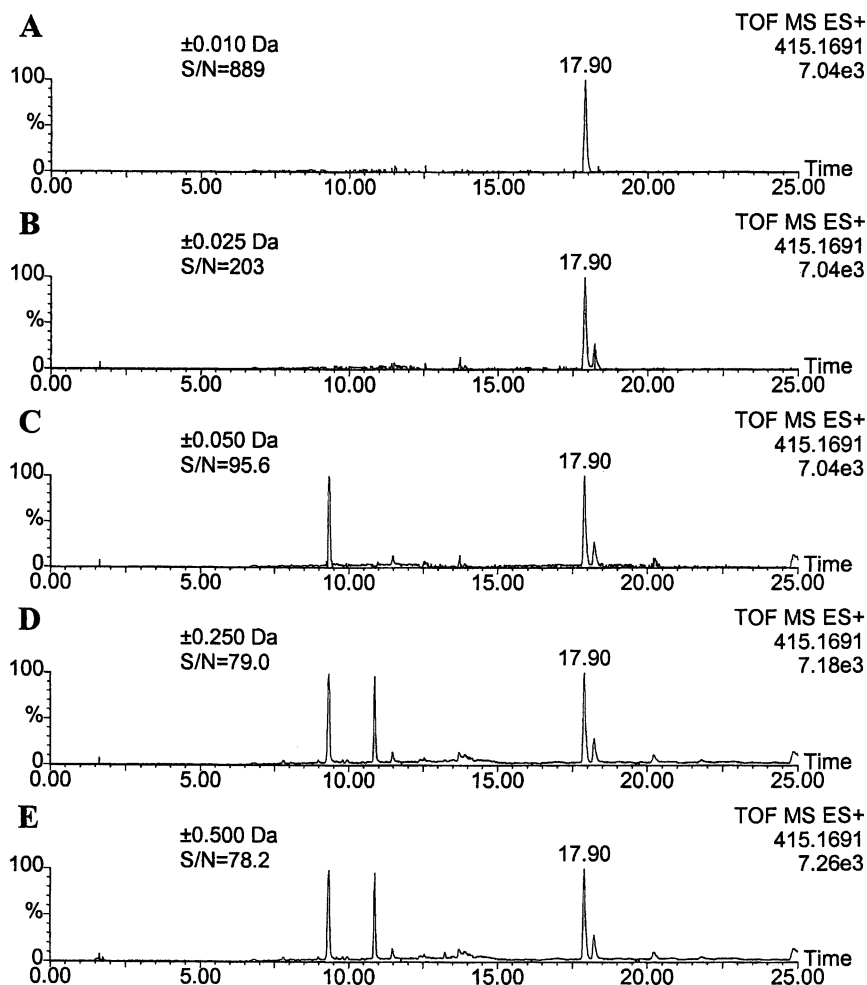 A
±0.010 Da
S/N=889
TOF MS ES+
415.1691
7.04e3
17.90
100
%
0
Time
0.00 5.00 10.00 15.00 20.00 25.00
B
±0.025 Da
S/N=203
TOF MS ES+
415.1691
7.04e3
17.90
100
%
0
Time
0.00 5.00 10.00 15.00 20.00 25.00
C
±0.050 Da
S/N=95.6
TOF MS ES+
415.1691
7.04e3
17.90
100
%
0
Time
0.00 5.00 10.00 15.00 20.00 25.00
D
±0.250 Da
S/N=79.0
TOF MS ES+
415.1691
7.18e3
17.90
100
%
0
Time
0.00 5.00 10.00 15.00 20.00 25.00
E
±0.500 Da
S/N=78.2
TOF MS ES+
415.1691
7.26e3
17.90
100
%
0
Time
0.00 5.00 10.00 15.00 20.00 25.00